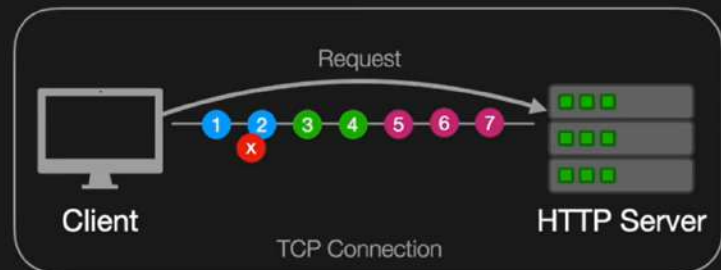 Request
1 2 3 4 5 6 7
x
Client
HTTP Server
TCP Connection